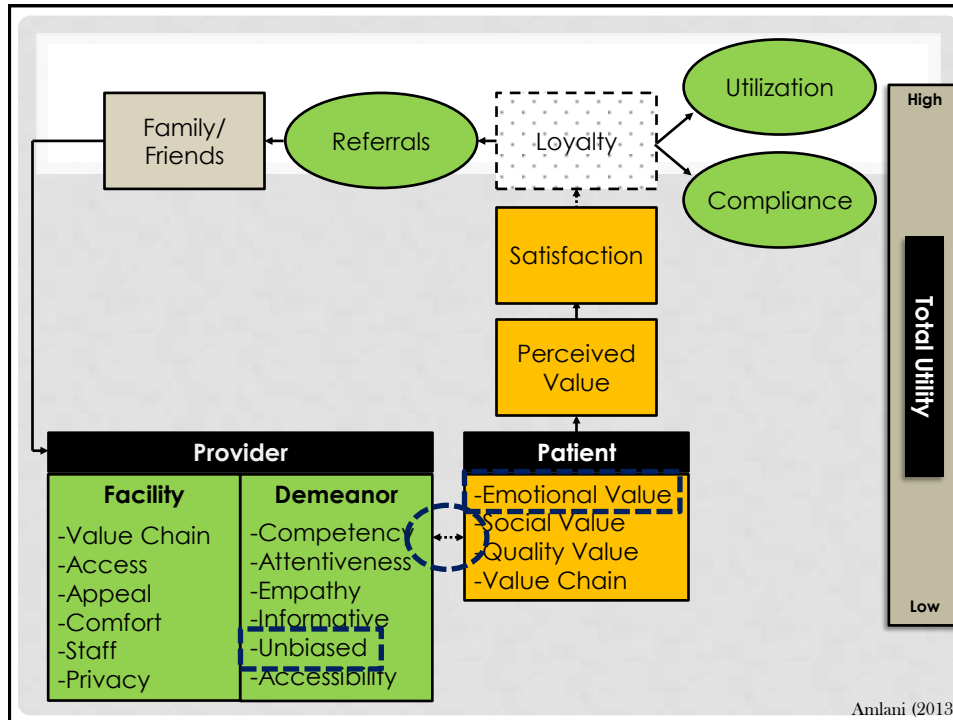 Utilization
High
Family/
Friends
Referrals
Loyalty
Compliance
Satisfaction
Total Utility
Perceived
Value
Provider
Patient
Facility
-Value Chain
-Access
-Appeal
-Comfort
-Staff
-Privacy
Demeanor
-Competency
-Attentiveness
-Empathy
-Informative
-Unbiased
-Accessibility
-Emotional Value
-Social Value
-Quality Value
-Value Chain
Low
Amlani (2013